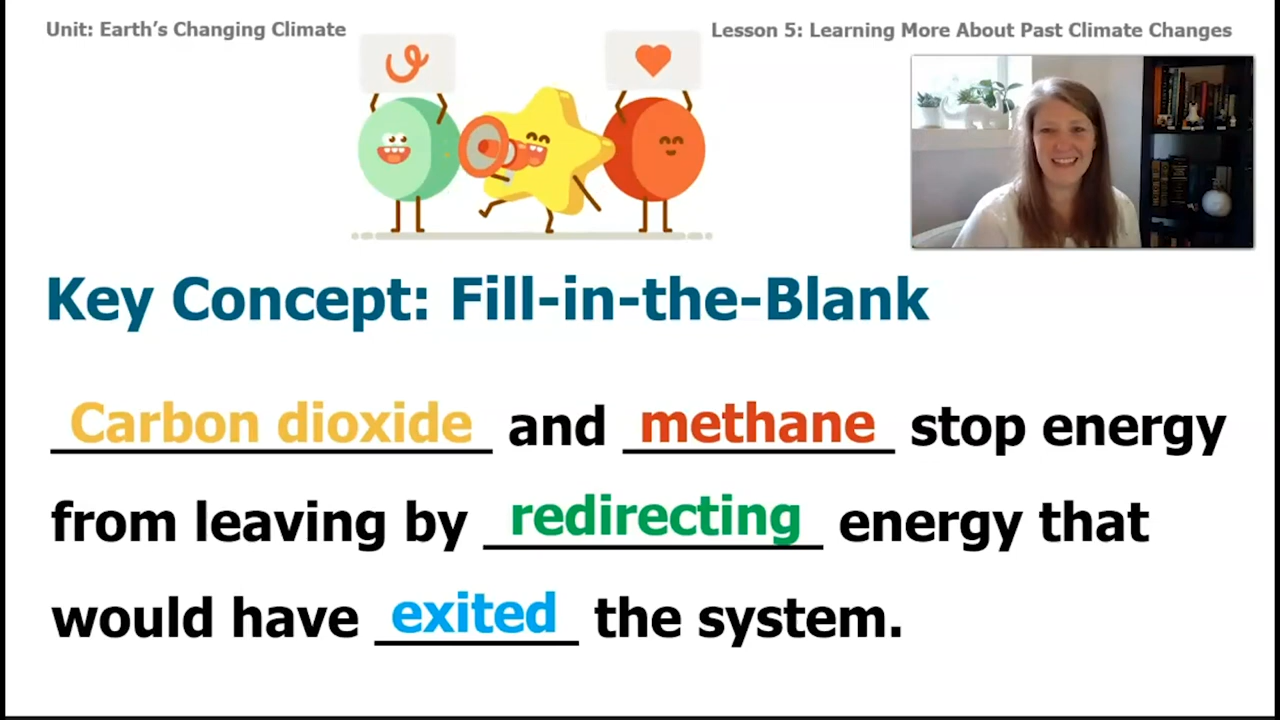 Unit: Earth's Changing Climate
Lesson 5: Learning More About Past Climate Changes
Key Concept: Fill-in-the-Blank
Carbon dioxide and methane stop energy
from leaving by redirecting energy that
would have exited the system.